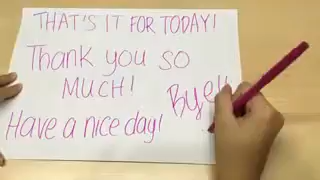 THAT'S IT FOR TODAY!
Thank you so
MUCH!
Bye!!
Have a nice day!